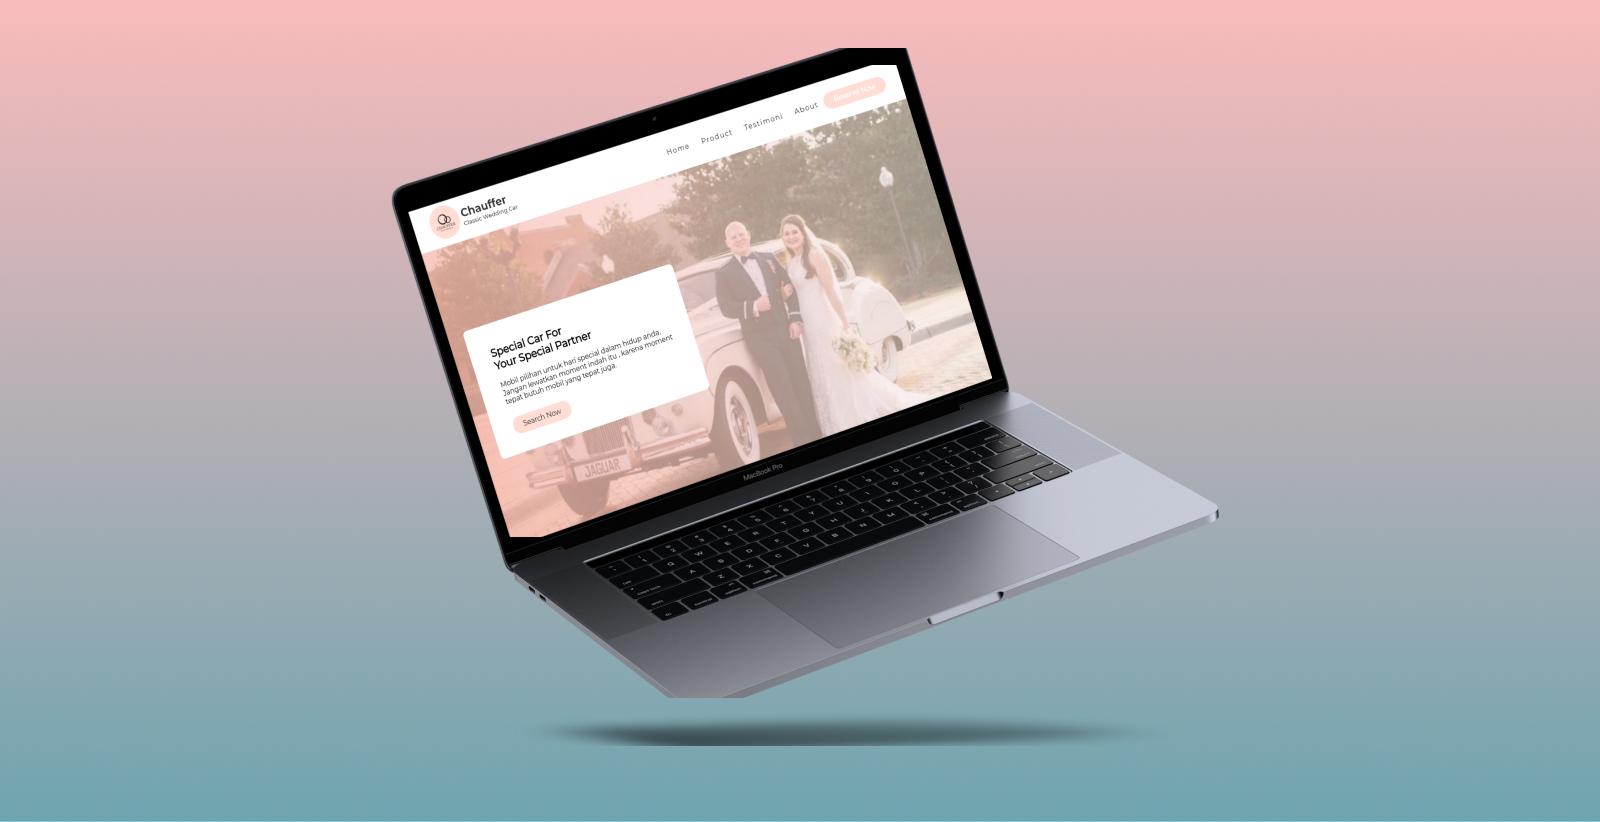 Home Product Testimoni About Reserve Now
Chauffer
Classic Wedding Car
Special Car For
Your Special Partner
Mobil pilihan untuk hari special dalam hidup anda,
Jangan lewatkan moment indah itu , karena moment
tepat butuh mobil yang tepat juga.
Search Now
JAGUAR
MacBook Pro